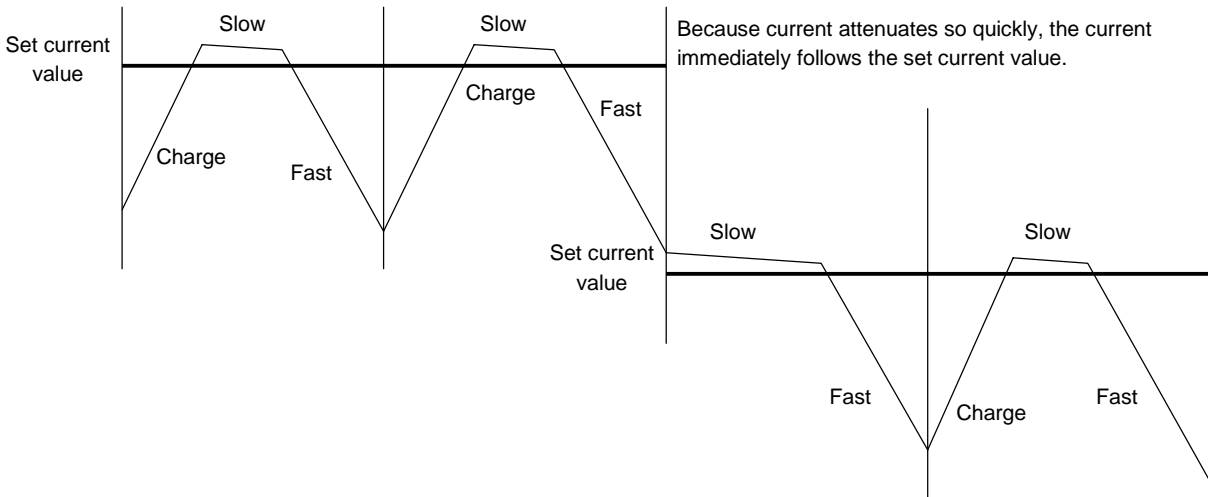 Slow
Slow
Because current attenuates so quickly, the current
immediately follows the set current value.
Set current
value
Charge
Fast
Charge
Fast
Set current
value
Slow
Slow
Fast
Charge
Fast